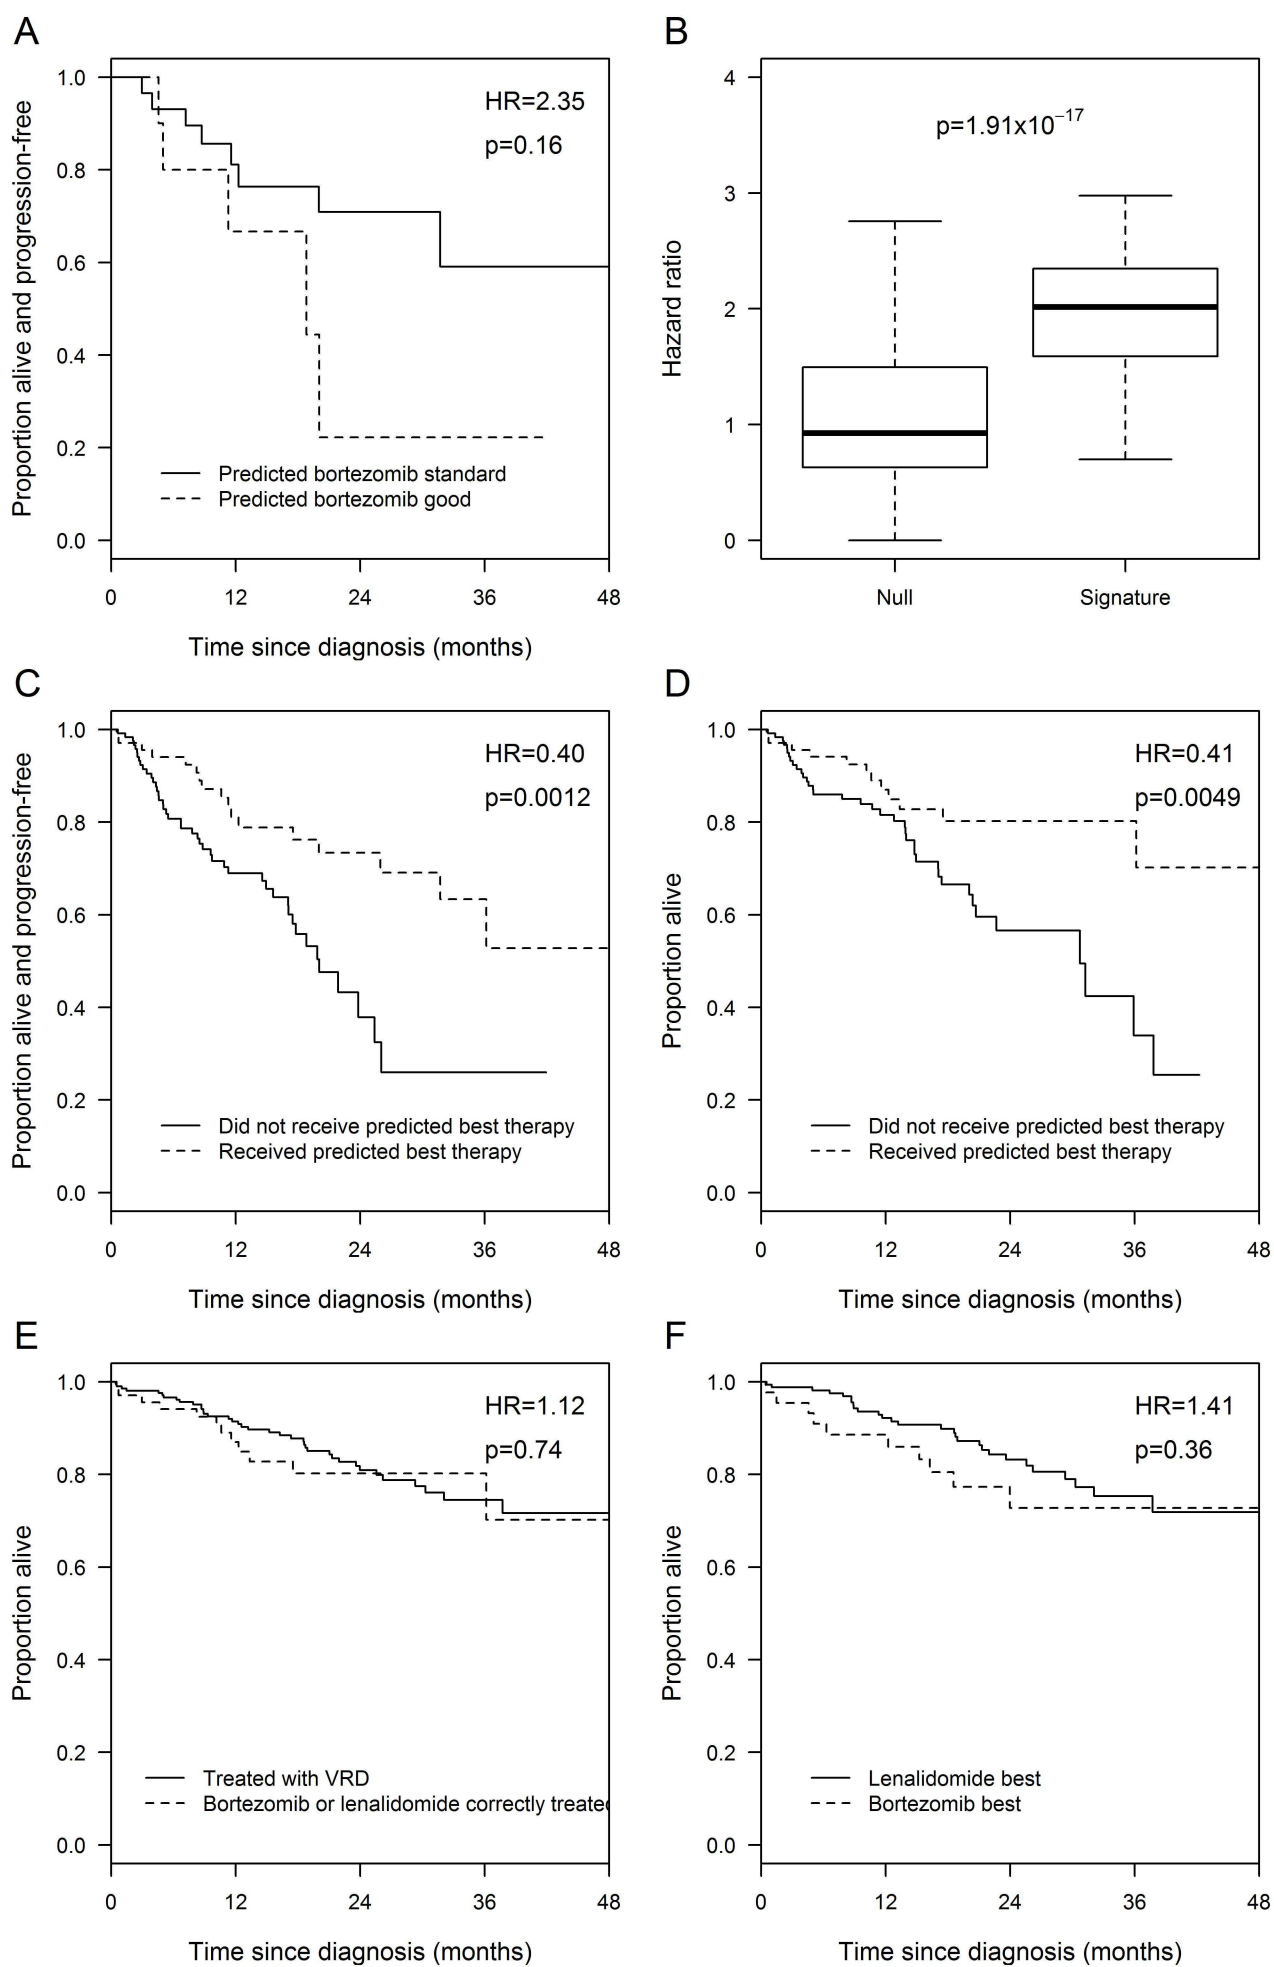 A
Proportion alive and progression-free
1.0
0.8
0.6
0.4
0.2
0.0
HR=2.35
p=0.16
Predicted bortezomib standard
Predicted bortezomib good
0 12 24 36 48
Time since diagnosis (months)
B
Hazard ratio
4
3
2
1
0
p=1.91x10⁻¹⁷
Null Signature
C
Proportion alive and progression-free
1.0
0.8
0.6
0.4
0.2
0.0
HR=0.40
p=0.0012
Did not receive predicted best therapy
Received predicted best therapy
0 12 24 36 48
Time since diagnosis (months)
D
Proportion alive
1.0
0.8
0.6
0.4
0.2
0.0
HR=0.41
p=0.0049
Did not receive predicted best therapy
Received predicted best therapy
0 12 24 36 48
Time since diagnosis (months)
E
Proportion alive
1.0
0.8
0.6
0.4
0.2
0.0
HR=1.12
p=0.74
Treated with VRD
Bortezomib or lenalidomide correctly treate
0 12 24 36 48
Time since diagnosis (months)
F
Proportion alive
1.0
0.8
0.6
0.4
0.2
0.0
HR=1.41
p=0.36
Lenalidomide best
Bortezomib best
0 12 24 36 48
Time since diagnosis (months)